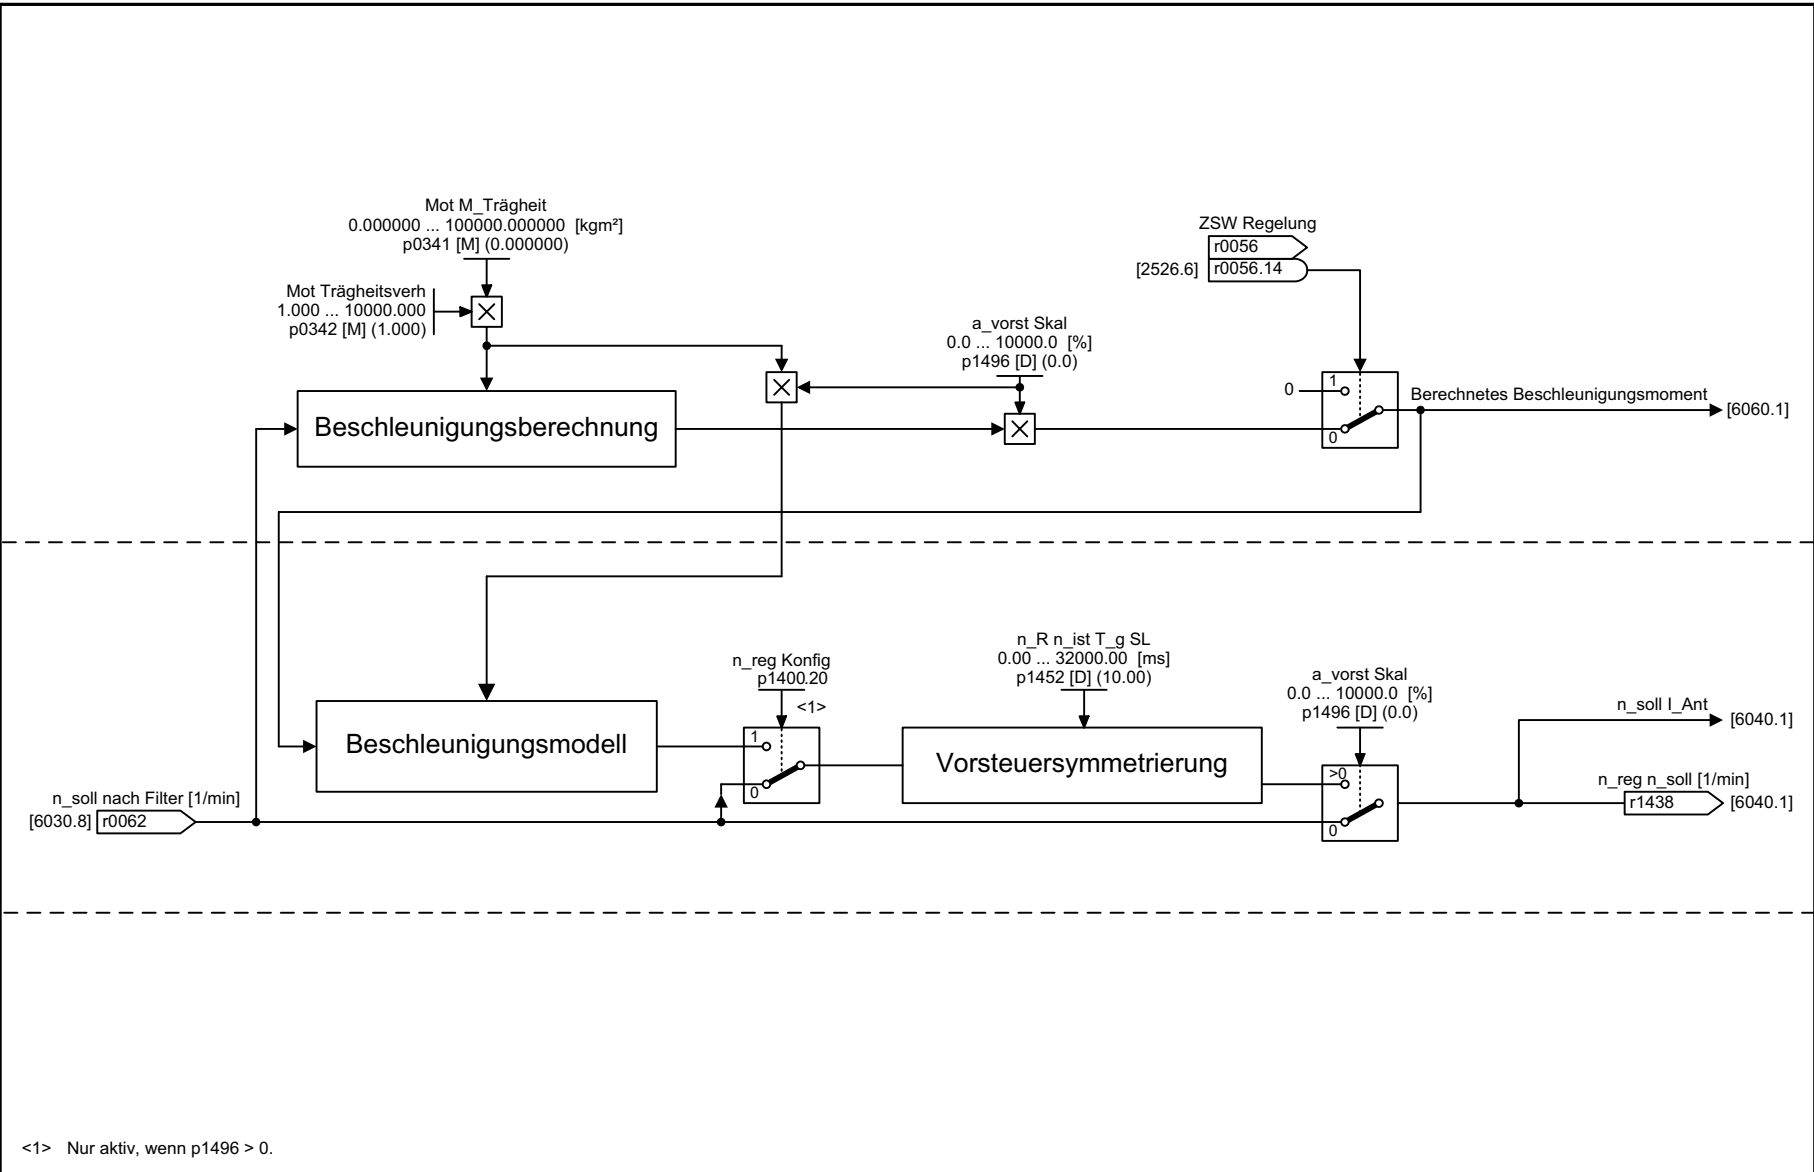 Mot M_Trägheit
0.000000 ... 100000.000000 [kgm²]
p0341 [M] (0.000000)
Mot Trägheitsverh
1.000 ... 10000.000
p0342 [M] (1.000)
ZSW Regelung
r0056
[2526.6] r0056.14
a_vorst Skal
0.0 ... 10000.0 [%]
p1496 [D] (0.0)
1
0
0
Berechnetes Beschleunigungsmoment
[6060.1]
Beschleunigungsberechnung
n_reg Konfig
p1400.20
<1>
n_R n_ist T_g SL
0.00 ... 32000.00 [ms]
p1452 [D] (10.00)
a_vorst Skal
0.0 ... 10000.0 [%]
p1496 [D] (0.0)
n_soll I_Ant
[6040.1]
Beschleunigungsmodell
1
0
Vorsteuersymmetrierung
>0
0
n_reg n_soll [1/min]
r1438 [6040.1]
n_soll nach Filter [1/min]
[6030.8] r0062
<1> Nur aktiv, wenn p1496 > 0.